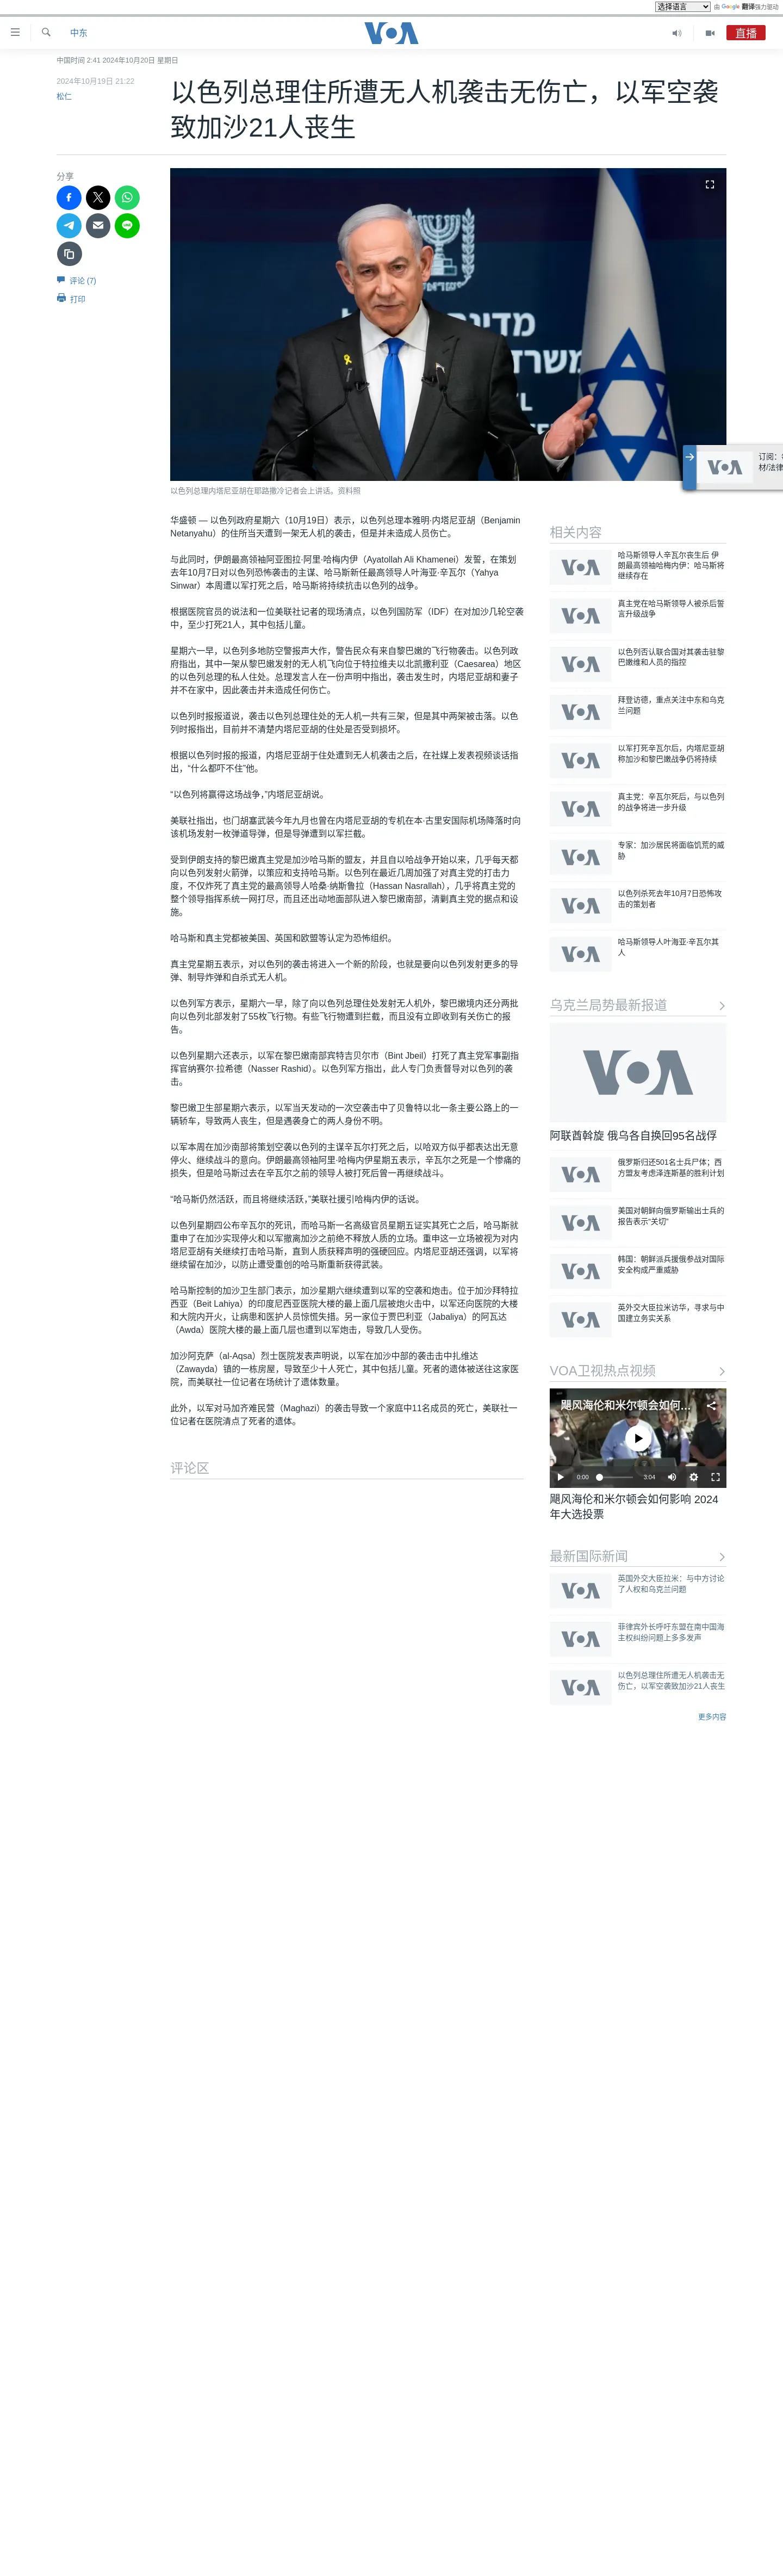 选择语言 由 Google 翻译强力驱动
中东
VOA
直播
中国时间 2:41 2024年10月20日 星期日
2024年10月19日 21:22
松仁
以色列总理住所遭无人机袭击无伤亡，以军空袭
致加沙21人丧生
分享
评论 (7)
打印
以色列总理内塔尼亚胡在耶路撒冷记者会上讲话。资料照
订阅：
材/法律
VOA
华盛顿 — 以色列政府星期六（10月19日）表示，以色列总理本雅明·内塔尼亚胡（Benjamin
Netanyahu）的住所当天遭到一架无人机的袭击，但是并未造成人员伤亡。
与此同时，伊朗最高领袖阿亚图拉·阿里·哈梅内伊（Ayatollah Ali Khamenei）发誓，在策划
去年10月7日对以色列恐怖袭击的主谋、哈马斯新任最高领导人叶海亚·辛瓦尔（Yahya
Sinwar）本周遭以军打死之后，哈马斯将持续抗击以色列的战争。
根据医院官员的说法和一位美联社记者的现场清点，以色列国防军（IDF）在对加沙几轮空袭
中，至少打死21人，其中包括儿童。
星期六一早，以色列多地防空警报声大作，警告民众有来自黎巴嫩的飞行物袭击。以色列政
府指出，其中一架从黎巴嫩发射的无人机飞向位于特拉维夫以北凯撒利亚（Caesarea）地区
的以色列总理的私人住处。总理发言人在一份声明中指出，袭击发生时，内塔尼亚胡和妻子
并不在家中，因此袭击并未造成任何伤亡。
以色列时报报道说，袭击以色列总理住处的无人机一共有三架，但是其中两架被击落。以色
列时报指出，目前并不清楚内塔尼亚胡的住处是否受到损坏。
根据以色列时报的报道，内塔尼亚胡于住处遭到无人机袭击之后，在社媒上发表视频谈话指
出，“什么都吓不住”他。
“以色列将赢得这场战争，”内塔尼亚胡说。
美联社指出，也门胡塞武装今年九月也曾在内塔尼亚胡的专机在本·古里安国际机场降落时向
该机场发射一枚弹道导弹，但是导弹遭到以军拦截。
受到伊朗支持的黎巴嫩真主党是加沙哈马斯的盟友，并且自以哈战争开始以来，几乎每天都
向以色列发射火箭弹，以策应和支持哈马斯。以色列在最近几周加强了对真主党的打击力
度，不仅炸死了真主党的最高领导人哈桑·纳斯鲁拉（Hassan Nasrallah），几乎将真主党的
整个领导指挥系统一网打尽，而且还出动地面部队进入黎巴嫩南部，清剿真主党的据点和设
施。
哈马斯和真主党都被美国、英国和欧盟等认定为恐怖组织。
真主党星期五表示，对以色列的袭击将进入一个新的阶段，也就是要向以色列发射更多的导
弹、制导炸弹和自杀式无人机。
以色列军方表示，星期六一早，除了向以色列总理住处发射无人机外，黎巴嫩境内还分两批
向以色列北部发射了55枚飞行物。有些飞行物遭到拦截，而且没有立即收到有关伤亡的报
告。
以色列星期六还表示，以军在黎巴嫩南部宾特吉贝尔市（Bint Jbeil）打死了真主党军事副指
挥官纳赛尔·拉希德（Nasser Rashid）。以色列军方指出，此人专门负责督导对以色列的袭
击。
黎巴嫩卫生部星期六表示，以军当天发动的一次空袭击中了贝鲁特以北一条主要公路上的一
辆轿车，导致两人丧生，但是遇袭身亡的两人身份不明。
以军本周在加沙南部将策划空袭以色列的主谋辛瓦尔打死之后，以哈双方似乎都表达出无意
停火、继续战斗的意向。伊朗最高领袖阿里·哈梅内伊星期五表示，辛瓦尔之死是一个惨痛的
损失，但是哈马斯过去在辛瓦尔之前的领导人被打死后曾一再继续战斗。
“哈马斯仍然活跃，而且将继续活跃，”美联社援引哈梅内伊的话说。
以色列星期四公布辛瓦尔的死讯，而哈马斯一名高级官员星期五证实其死亡之后，哈马斯就
重申了在加沙实现停火和以军撤离加沙之前绝不释放人质的立场。重申这一立场被视为对内
塔尼亚胡有关继续打击哈马斯，直到人质获释声明的强硬回应。内塔尼亚胡还强调，以军将
继续留在加沙，以防止遭受重创的哈马斯重新获得武装。
哈马斯控制的加沙卫生部门表示，加沙星期六继续遭到以军的空袭和炮击。位于加沙拜特拉
西亚（Beit Lahiya）的印度尼西亚医院大楼的最上面几层被炮火击中，以军还向医院的大楼
和大院内开火，让病患和医护人员惊慌失措。另一家位于贾巴利亚（Jabaliya）的阿瓦达
（Awda）医院大楼的最上面几层也遭到以军炮击，导致几人受伤。
加沙阿克萨（al-Aqsa）烈士医院发表声明说，以军在加沙中部的袭击击中扎维达
（Zawayda）镇的一栋房屋，导致至少十人死亡，其中包括儿童。死者的遗体被送往这家医
院，而美联社一位记者在场统计了遗体数量。
此外，以军对马加齐难民营（Maghazi）的袭击导致一个家庭中11名成员的死亡，美联社一
位记者在医院清点了死者的遗体。
评论区
相关内容
VOA
哈马斯领导人辛瓦尔丧生后 伊
朗最高领袖哈梅内伊：哈马斯将
继续存在
VOA
真主党在哈马斯领导人被杀后誓
言升级战争
VOA
以色列否认联合国对其袭击驻黎
巴嫩维和人员的指控
VOA
拜登访德，重点关注中东和乌克
兰问题
VOA
以军打死辛瓦尔后，内塔尼亚胡
称加沙和黎巴嫩战争仍将持续
VOA
真主党：辛瓦尔死后，与以色列
的战争将进一步升级
VOA
专家：加沙居民将面临饥荒的威
胁
VOA
以色列杀死去年10月7日恐怖攻
击的策划者
VOA
哈马斯领导人叶海亚·辛瓦尔其
人
乌克兰局势最新报道
VOA
阿联酋斡旋 俄乌各自换回95名战俘
VOA
俄罗斯归还501名士兵尸体；西
方盟友考虑泽连斯基的胜利计划
VOA
美国对朝鲜向俄罗斯输出士兵的
报告表示“关切”
VOA
韩国：朝鲜派兵援俄参战对国际
安全构成严重威胁
VOA
英外交大臣拉米访华，寻求与中
国建立务实关系
VOA卫视热点视频
飓风海伦和米尔顿会如何…
0:00 3:04
飓风海伦和米尔顿会如何影响 2024
年大选投票
最新国际新闻
VOA
英国外交大臣拉米：与中方讨论
了人权和乌克兰问题
VOA
菲律宾外长呼吁东盟在南中国海
主权纠纷问题上多多发声
VOA
以色列总理住所遭无人机袭击无
伤亡，以军空袭致加沙21人丧生
更多内容